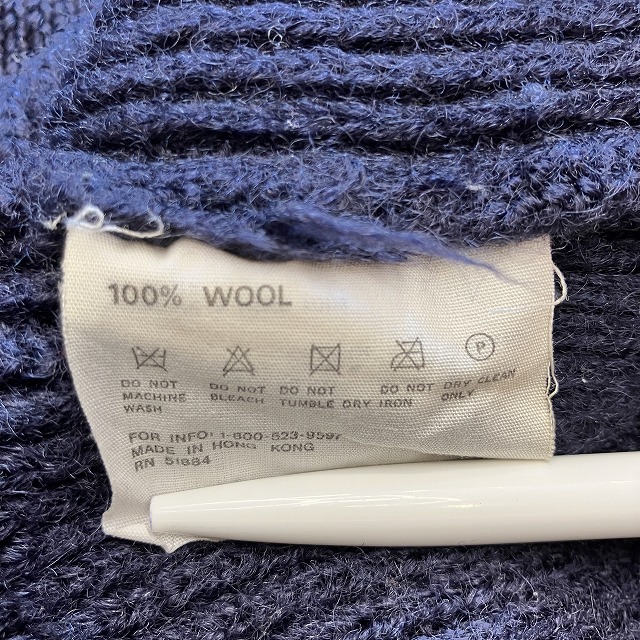 100% WOOL
P
DO NOT MACHINE WASH
DO NOT BLEACH
DO NOT TUMBLE DRY
DO NOT IRON
DRY CLEAN ONLY
FOR INFO: 1-800-523-9597
MADE IN HONG KONG
RN 51884